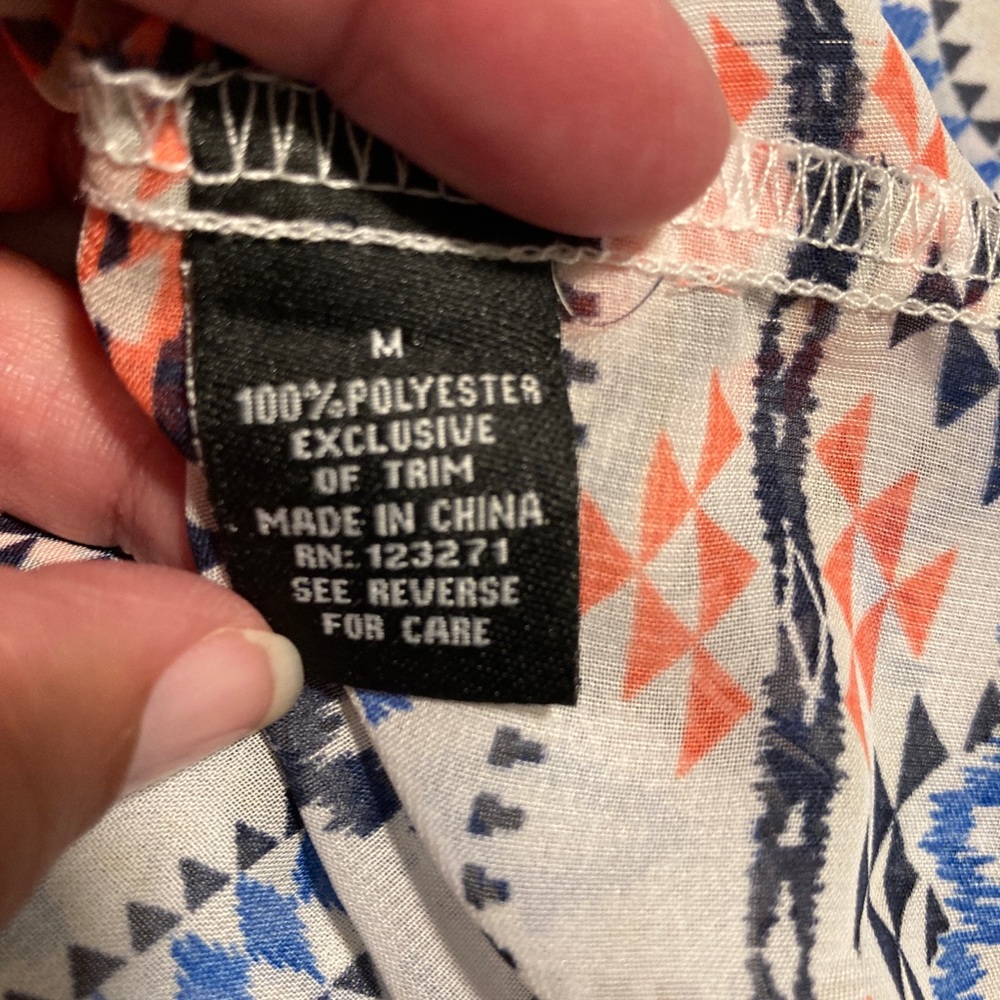 M
100%POLYESTER
EXCLUSIVE
OF TRIM
MADE IN CHINA
RN: 123271
SEE REVERSE
FOR CARE